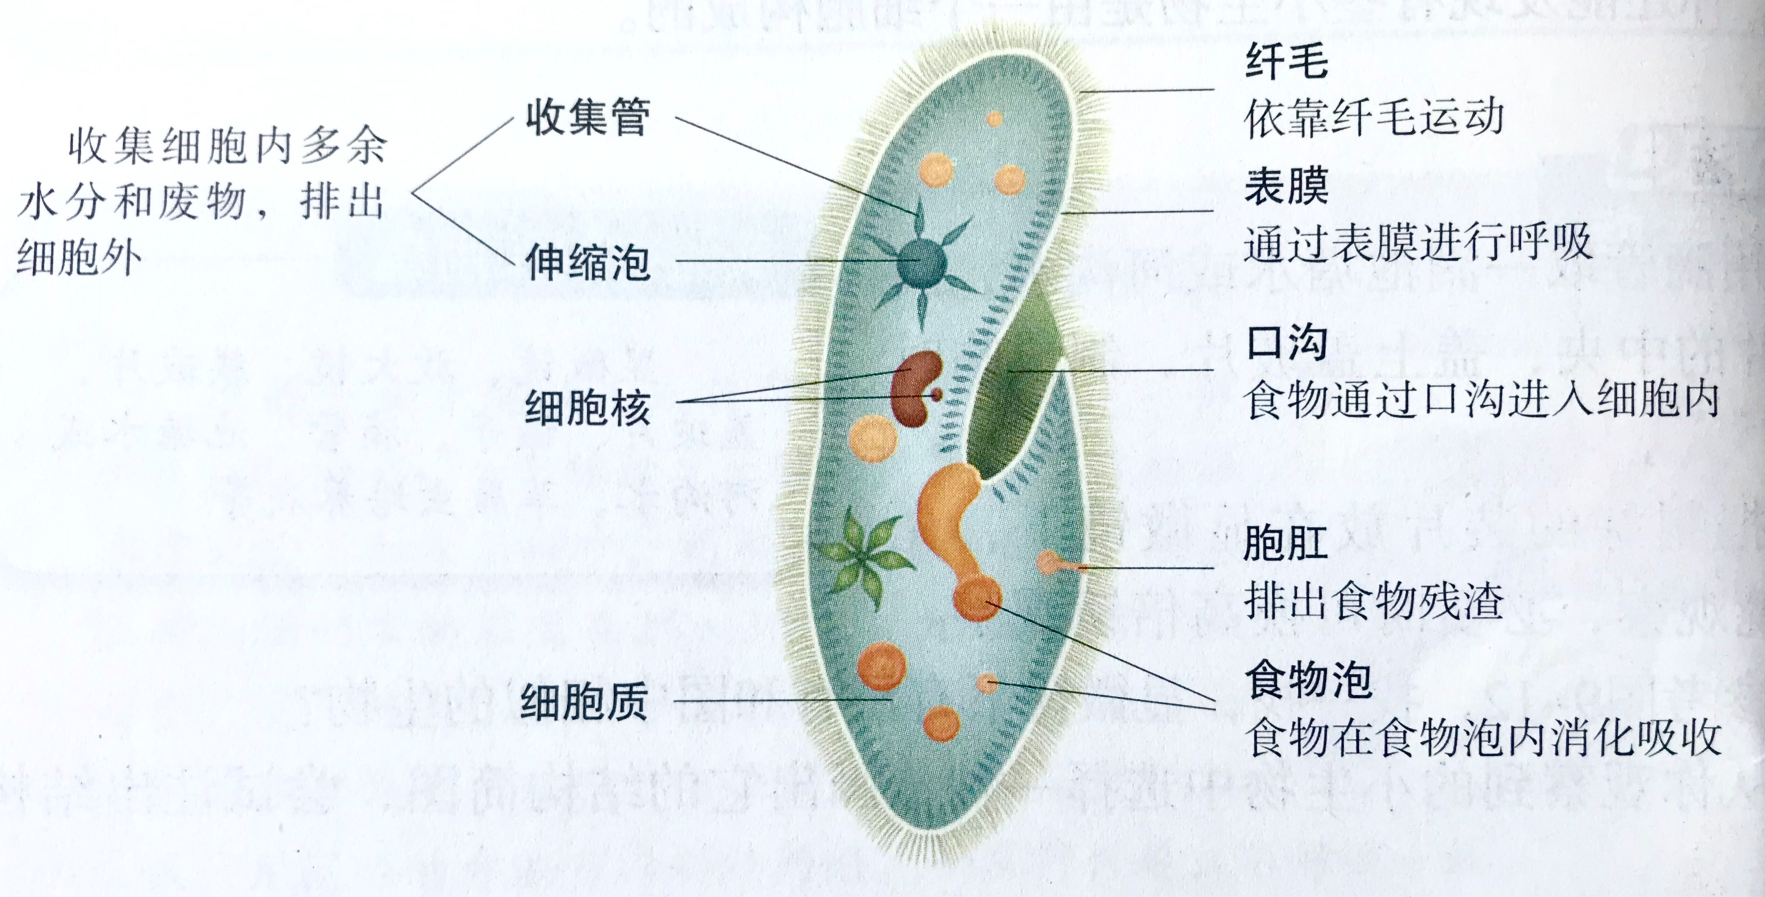 收集细胞内多余
水分和废物，排出
细胞外
收集管
伸缩泡
细胞核
细胞质
纤毛
依靠纤毛运动
表膜
通过表膜进行呼吸
口沟
食物通过口沟进入细胞内
胞肛
排出食物残渣
食物泡
食物在食物泡内消化吸收